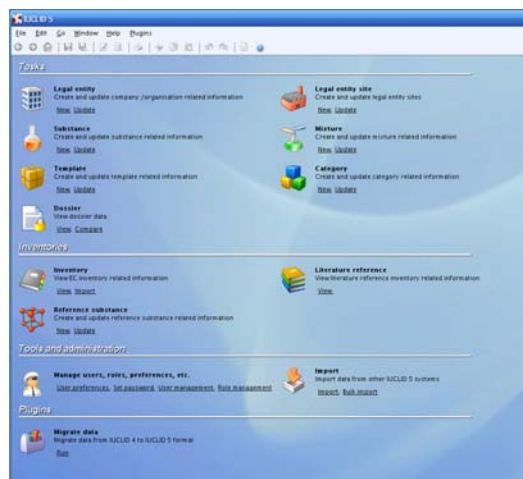 IUCLID 5
File Edit Go Window Help Plugins
Tasks
Legal entity
Create and update company /organisation related information
New Update
Legal entity site
Create and update legal entity sites
New Update
Substance
Create and update substance related information
New Update
Mixture
Create and update mixture related information
New Update
Template
Create and update template related information
New Update
Category
Create and update category related information
New Update
Dossier
View dossier data
View Compare
Inventories
Inventory
View EC inventory related information
View Import
Literature reference
View literature reference inventory related information
View
Reference substance
Create and update reference substance related information
New Update
Tools and administration
Manage users, roles, preferences, etc.
User preferences, Set password, User management, Role management
Import
Import data from other IUCLID 5 systems
Import, Bulk import
Plugins
Migrate data
Migrate data from IUCLID 4 to IUCLID 5 format
Run